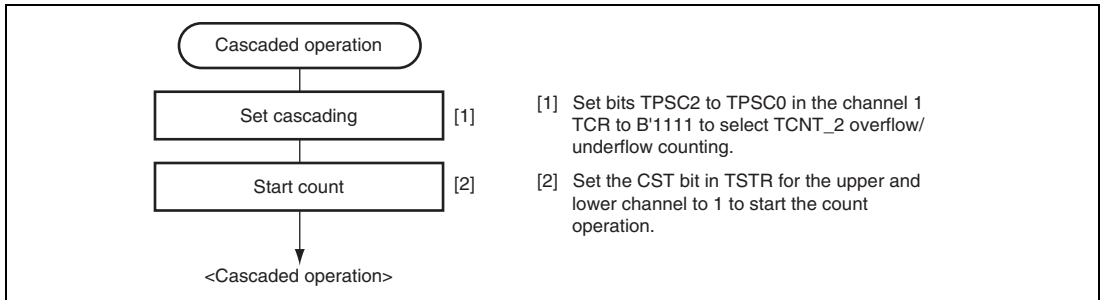 Cascaded operation
Set cascading
[1]
Start count
[2]
<Cascaded operation>
[1] Set bits TPSC2 to TPSC0 in the channel 1
TCR to B'1111 to select TCNT_2 overflow/
underflow counting.
[2] Set the CST bit in TSTR for the upper and
lower channel to 1 to start the count
operation.